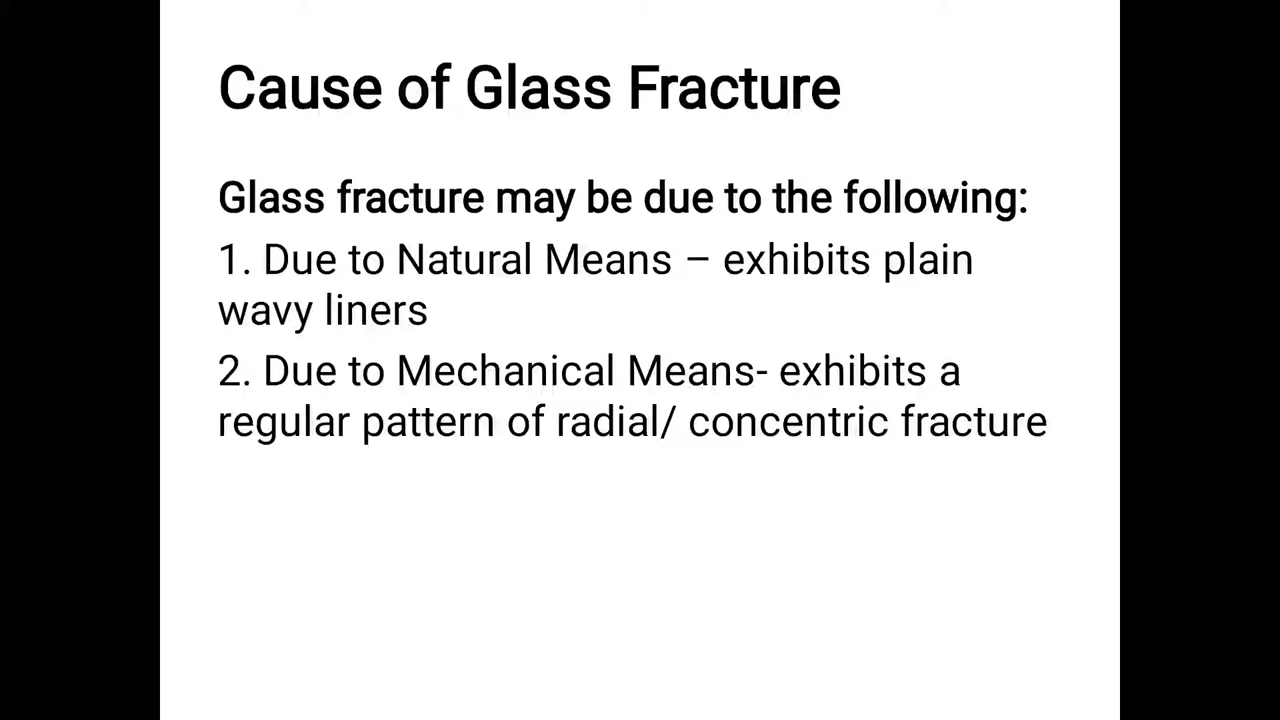 Cause of Glass Fracture
Glass fracture may be due to the following:
1. Due to Natural Means – exhibits plain
wavy liners
2. Due to Mechanical Means- exhibits a
regular pattern of radial/ concentric fracture